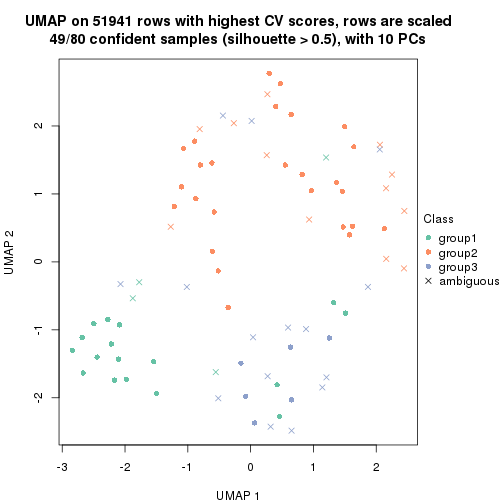 UMAP on 51941 rows with highest CV scores, rows are scaled
49/80 confident samples (silhouette > 0.5), with 10 PCs
2
1
0
-1
-2
UMAP 2
-3
-2
-1
0
1
2
UMAP 1
Class
group1
group2
group3
ambiguous